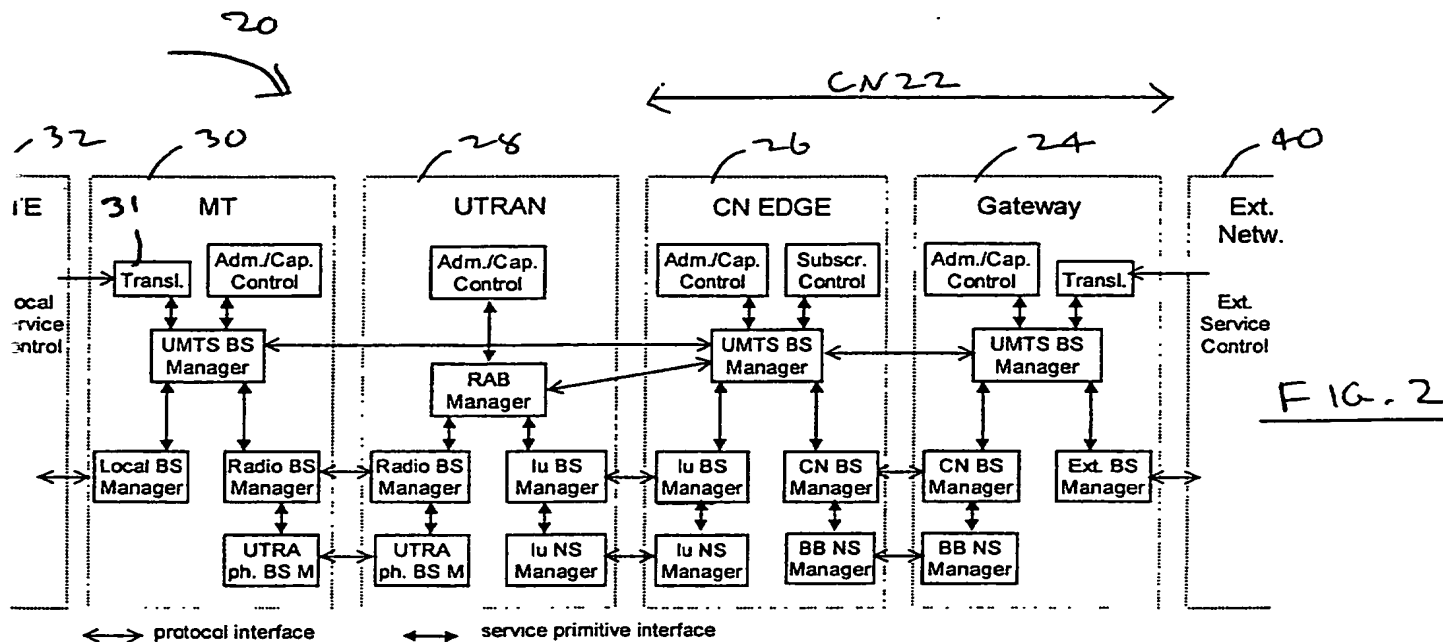 20
CN22
32
30
28
26
24
40
TE
MT
UTRAN
CN EDGE
Gateway
Ext.
Netw.
31
Transl.
Adm./Cap.
Control
Adm./Cap.
Control
Adm./Cap.
Control
Subscr.
Control
Adm./Cap.
Control
Transl.
ocal
rvice
ontrol
UMTS BS
Manager
RAB
Manager
UMTS BS
Manager
UMTS BS
Manager
Ext.
Service
Control
FIG. 2
Local BS
Manager
Radio BS
Manager
Radio BS
Manager
Iu BS
Manager
Iu BS
Manager
CN BS
Manager
CN BS
Manager
Ext. BS
Manager
UTRA
ph. BS M
UTRA
ph. BS M
Iu NS
Manager
Iu NS
Manager
BB NS
Manager
BB NS
Manager
protocol interface
service primitive interface